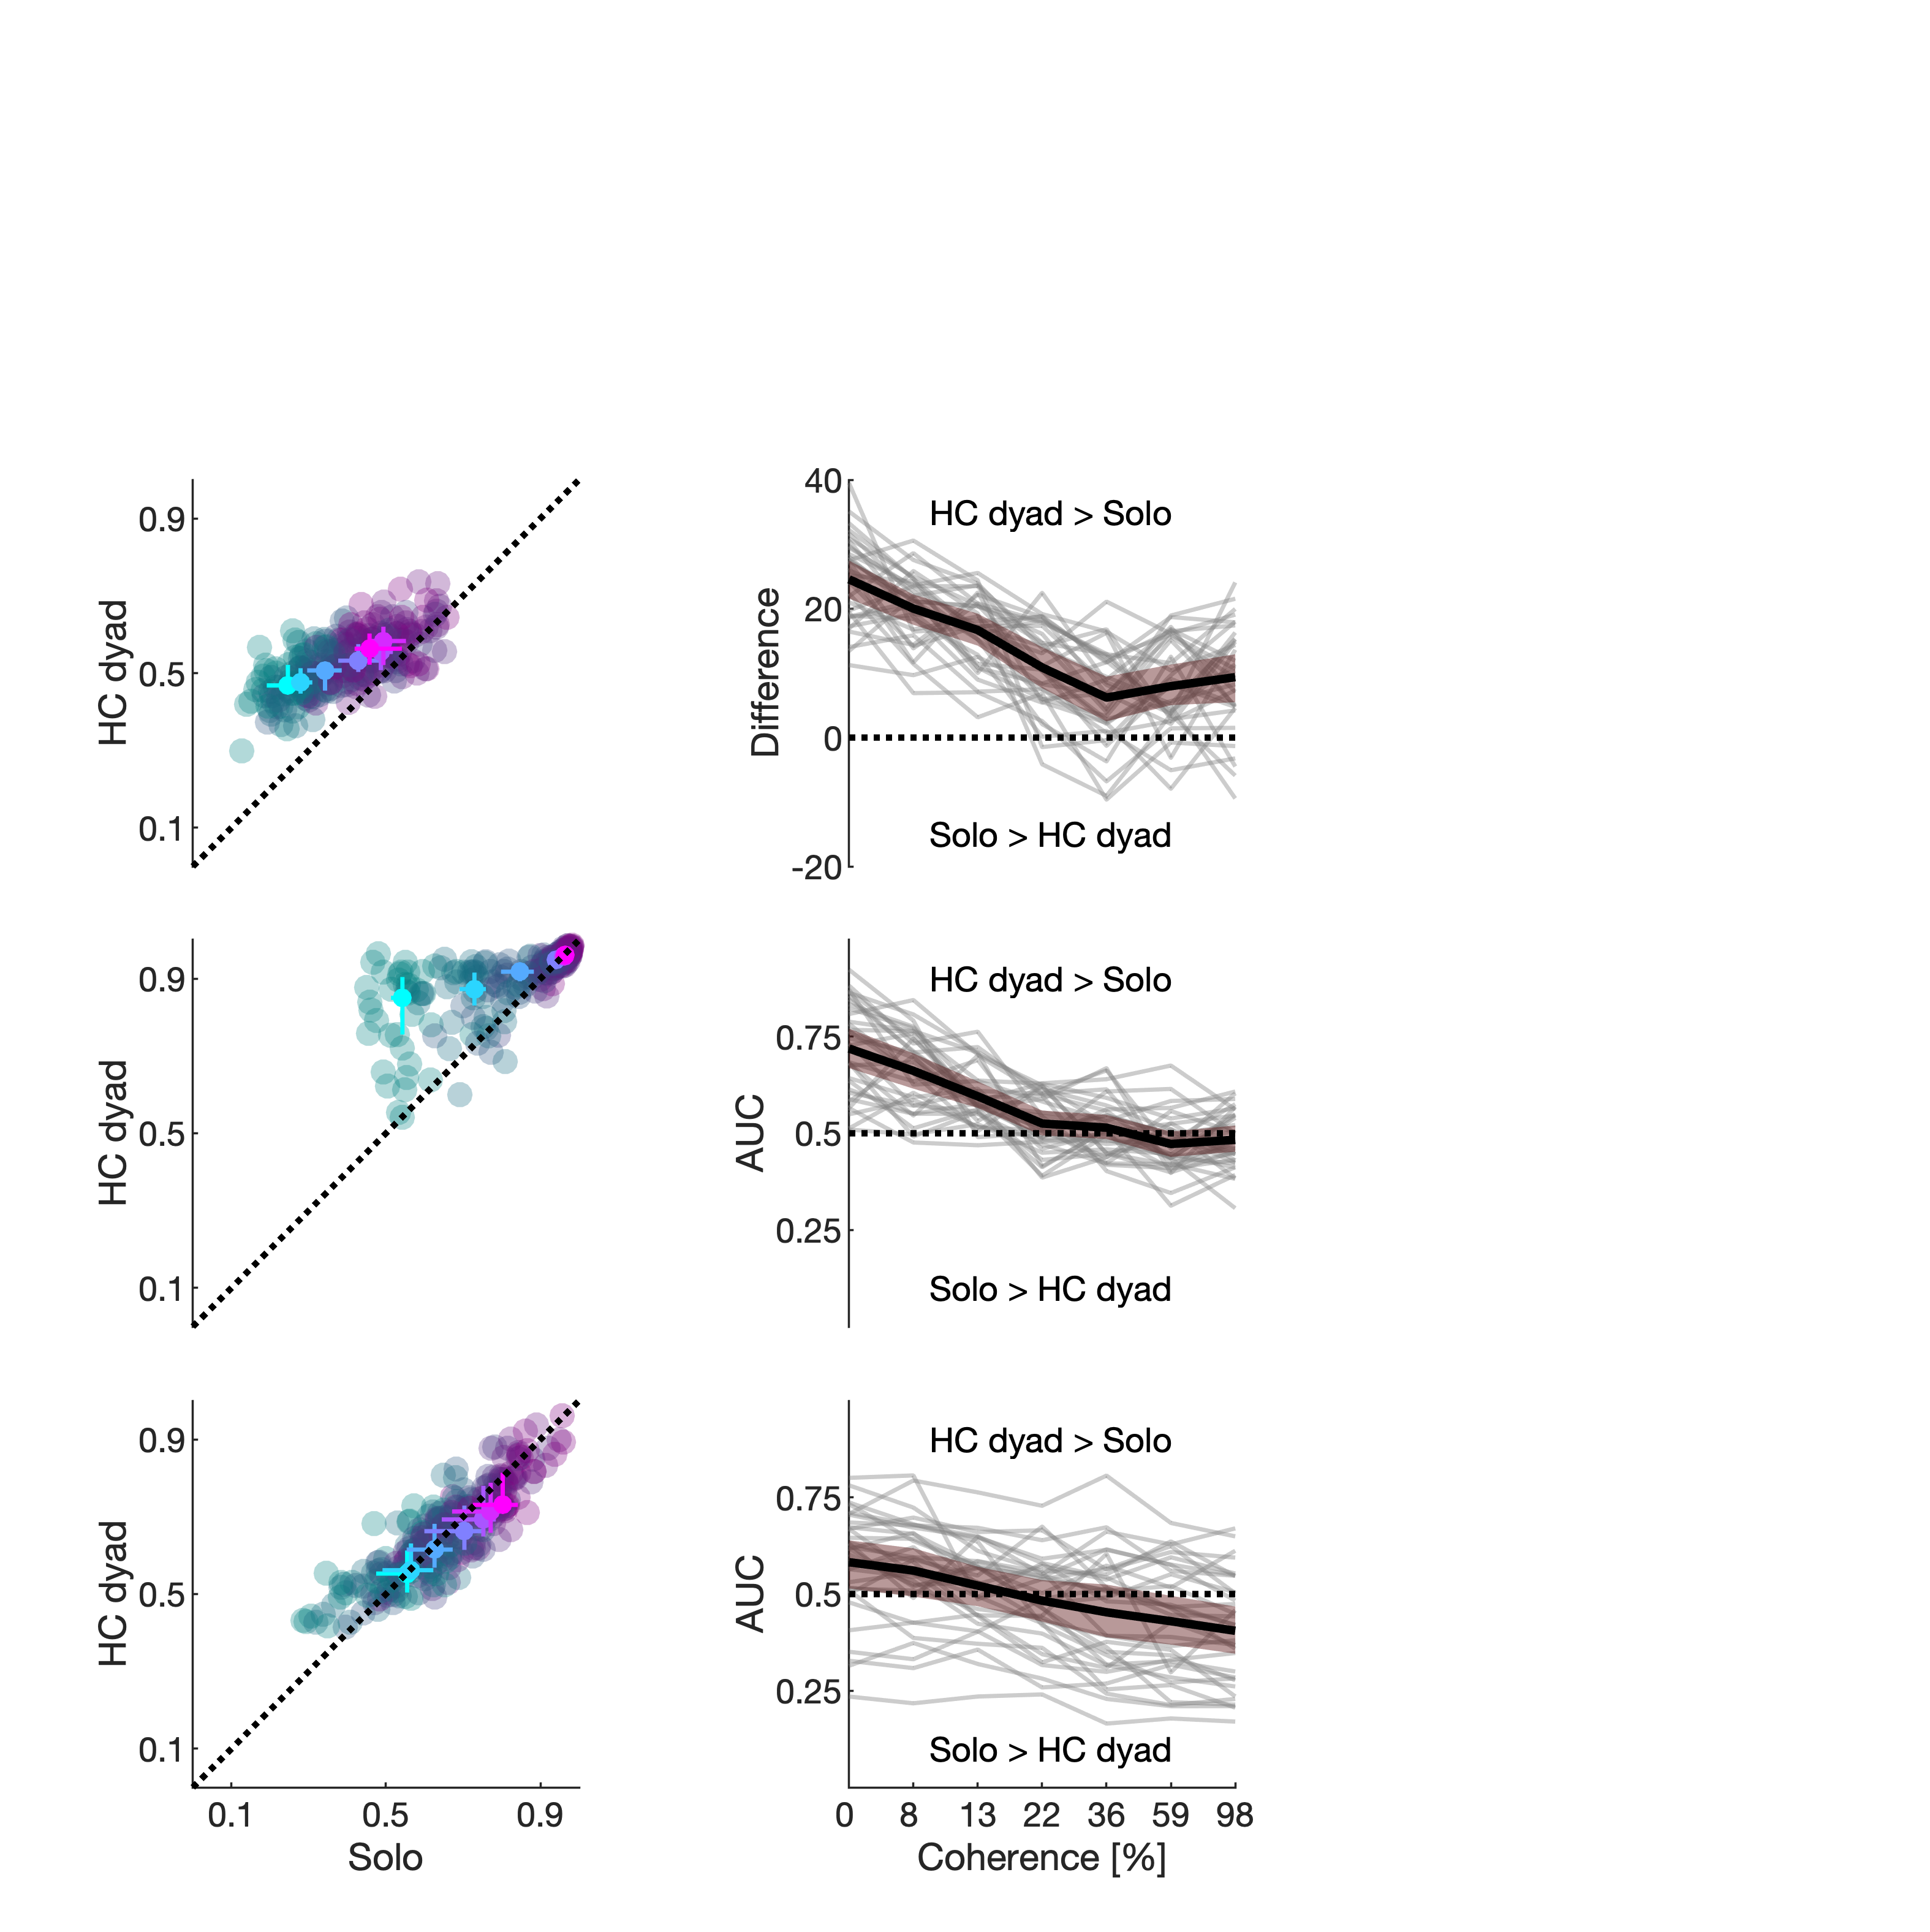 0.9
0.5
0.1
HC dyad
40
20
0
-20
Difference
HC dyad > Solo
Solo > HC dyad
0.9
0.5
0.1
HC dyad
0.75
0.5
0.25
AUC
HC dyad > Solo
Solo > HC dyad
0.9
0.5
0.1
HC dyad
0.1 0.5 0.9
Solo
0.75
0.5
0.25
AUC
HC dyad > Solo
Solo > HC dyad
0 8 13 22 36 59 98
Coherence [%]